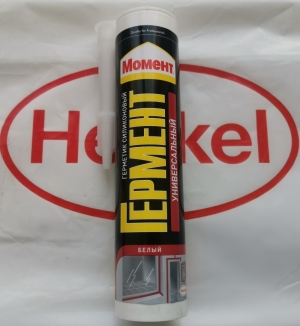 Момент
ГЕРМЕТИК СИЛИКОНОВЫЙ
ГЕРМЕНТ
УНИВЕРСАЛЬНЫЙ
БЕЛЫЙ
Henkel